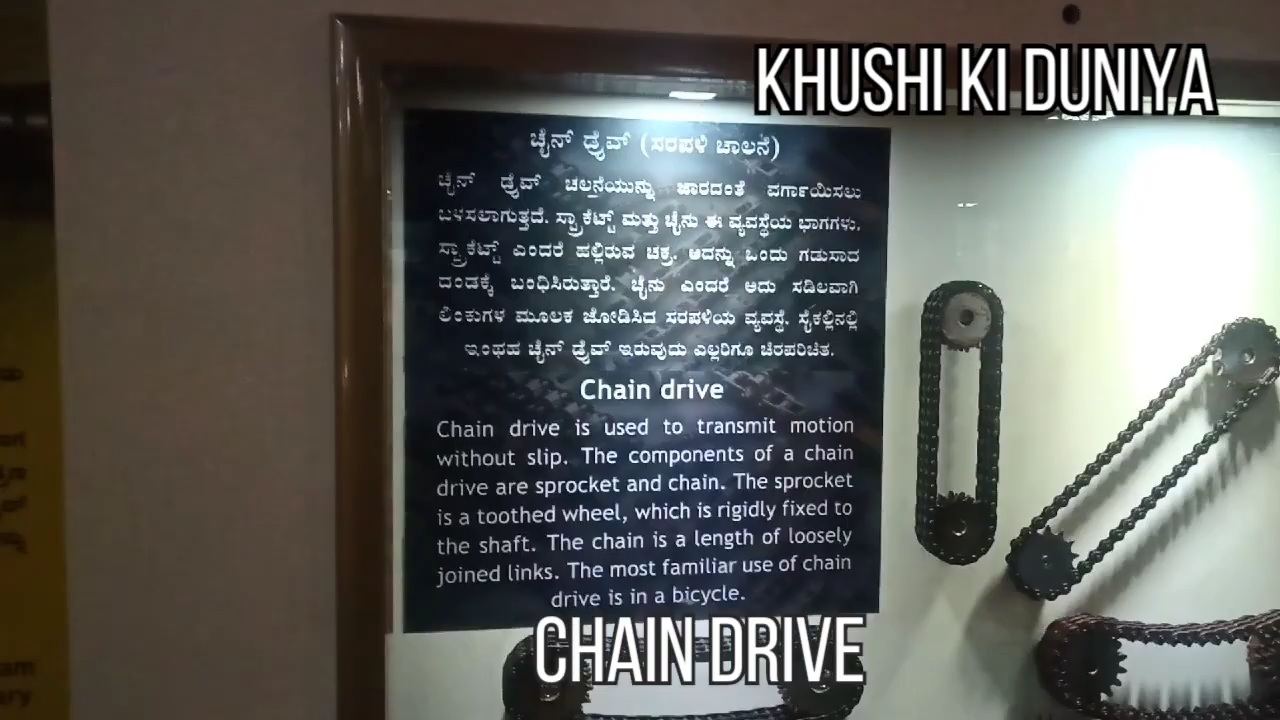 KHUSHI KI DUNIYA
ಚೈನ್ ಡ್ರೈವ್ (ಸರಪಳಿ ಚಾಲನೆ)
ಚೈನ್ ಡ್ರೈವ್ ಚಲನೆಯುನ್ನು ಜಾರದಂತೆ ವರ್ಗಾಯಿಸಲು
ಬಳಸಲಾಗುತ್ತದೆ. ಸ್ಪ್ರಾಕೆಟ್ಟ್ ಮತ್ತು ಚೈನು ಈ ವ್ಯವಸ್ಥೆಯ ಭಾಗಗಳು.
ಸ್ಪ್ರಾಕೆಟ್ಟ್ ಎಂದರೆ ಹಲ್ಲಿರುವ ಚಕ್ರ. ಅದನ್ನು ಒಂದು ಗಡುಸಾದ
ದಂಡಕ್ಕೆ ಬಂಧಿಸಿರುತ್ತಾರೆ. ಚೈನು ಎಂದರೆ ಅದು ಸಡಿಲವಾಗಿ
ಲಿಂಕುಗಳ ಮೂಲಕ ಜೋಡಿಸಿದ ಸರಪಳಿಯ ವ್ಯವಸ್ಥೆ. ಸೈಕಲ್ಲಿನಲ್ಲಿ
ಇಂಥಹ ಚೈನ್ ಡ್ರೈವ್ ಇರುವುದು ಎಲ್ಲರಿಗೂ ಚಿರಪರಿಚಿತ.
Chain drive
Chain drive is used to transmit motion
without slip. The components of a chain
drive are sprocket and chain. The sprocket
is a toothed wheel, which is rigidly fixed to
the shaft. The chain is a length of loosely
joined links. The most familiar use of chain
drive is in a bicycle.
CHAIN DRIVE